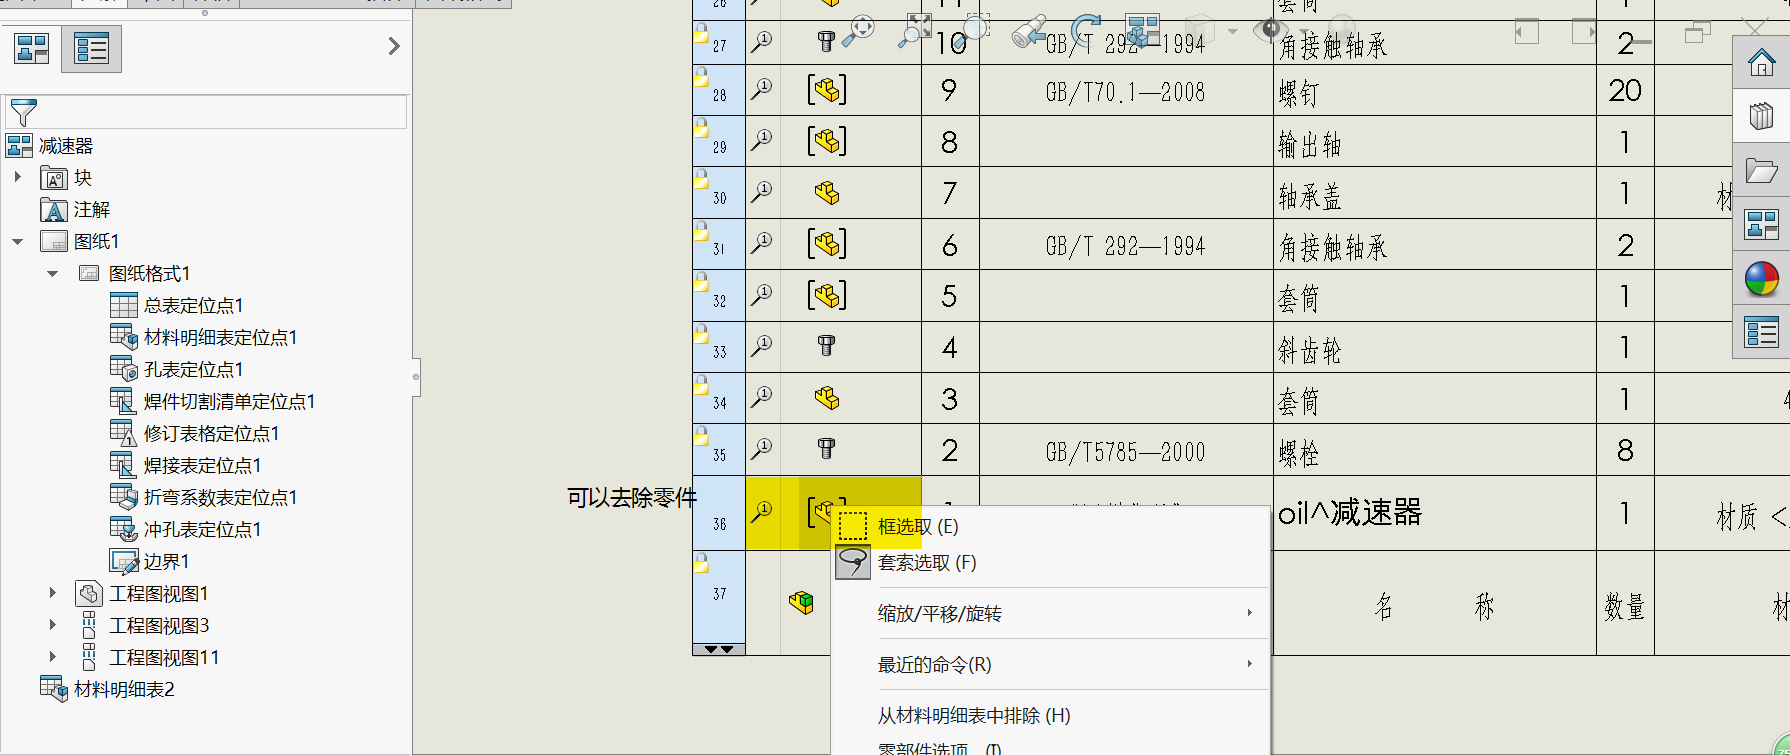 减速器
块
注解
图纸1
图纸格式1
总表定位点1
材料明细表定位点1
孔表定位点1
焊件切割清单定位点1
修订表格定位点1
焊接表定位点1
折弯系数表定位点1
冲孔表定位点1
边界1
工程图视图1
工程图视图3
工程图视图11
材料明细表2
27 10 GB/T 292—1994 角接触轴承 2
28 9 GB/T70.1—2008 螺钉 20
29 8 输出轴 1
30 7 轴承盖 1
31 6 GB/T 292—1994 角接触轴承 2
32 5 套筒 1
33 4 斜齿轮 1
34 3 套筒 1
35 2 GB/T5785—2000 螺栓 8
可以去除零件
36 oil^减速器 1 材质 <
37 名 称 数量 材
框选取 (E)
套索选取 (F)
缩放/平移/旋转
最近的命令(R)
从材料明细表中排除 (H)
零部件选项... (I)